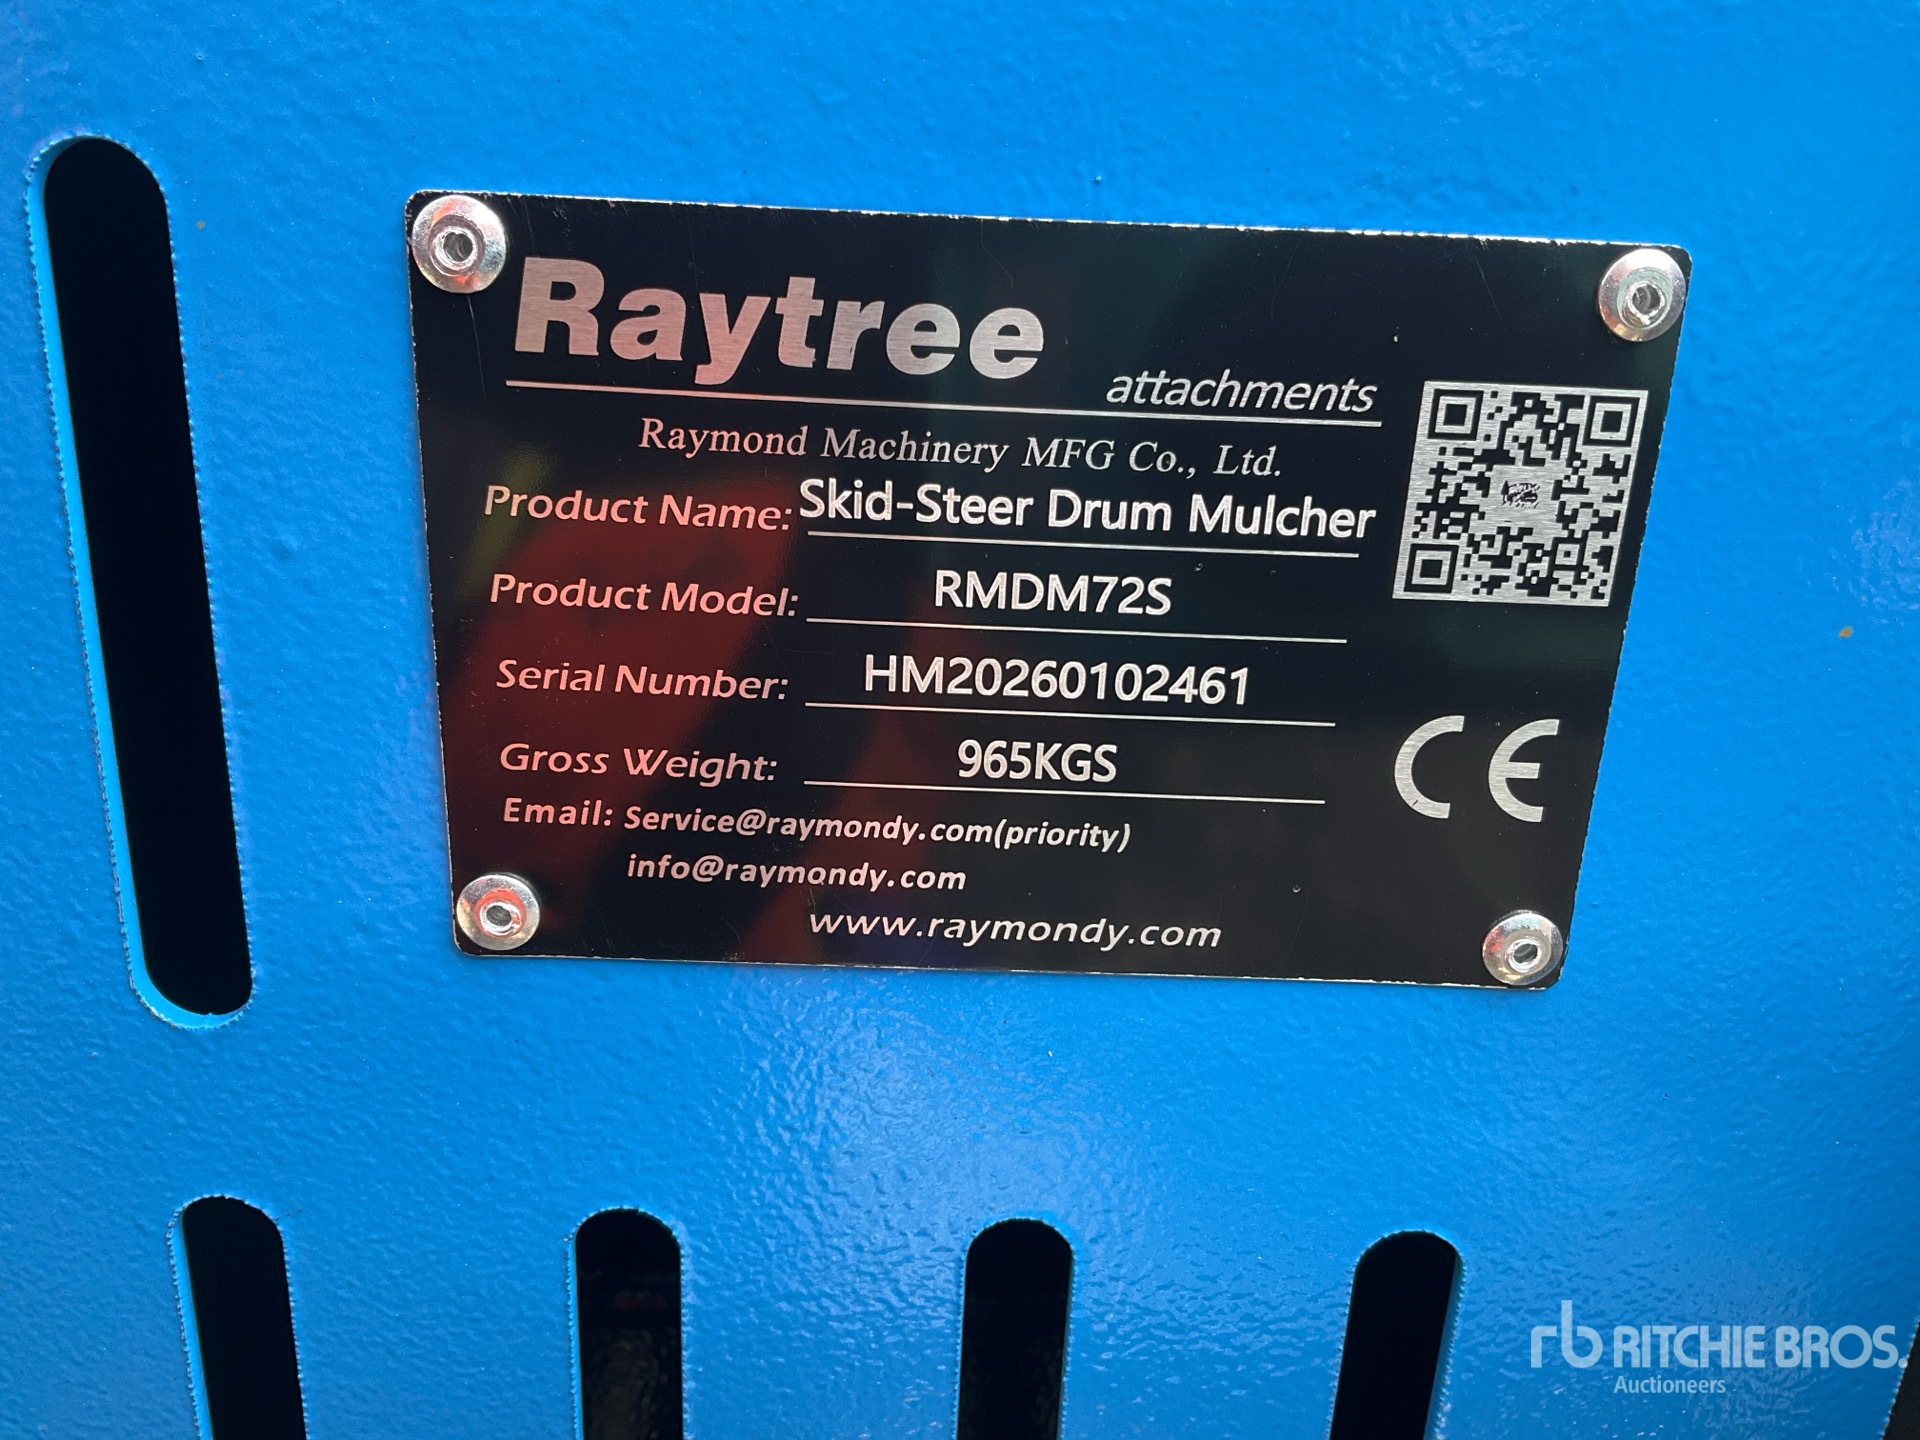 Raytree
attachments
Raymond Machinery MFG Co., Ltd.
Product Name: Skid-Steer Drum Mulcher
Product Model: RMDM72S
Serial Number: HM20260102461
Gross Weight: 965KGS
Email: Service@raymondy.com(priority)
info@raymondy.com
www.raymondy.com
CE
rb RITCHIE BROS.
Auctioneers